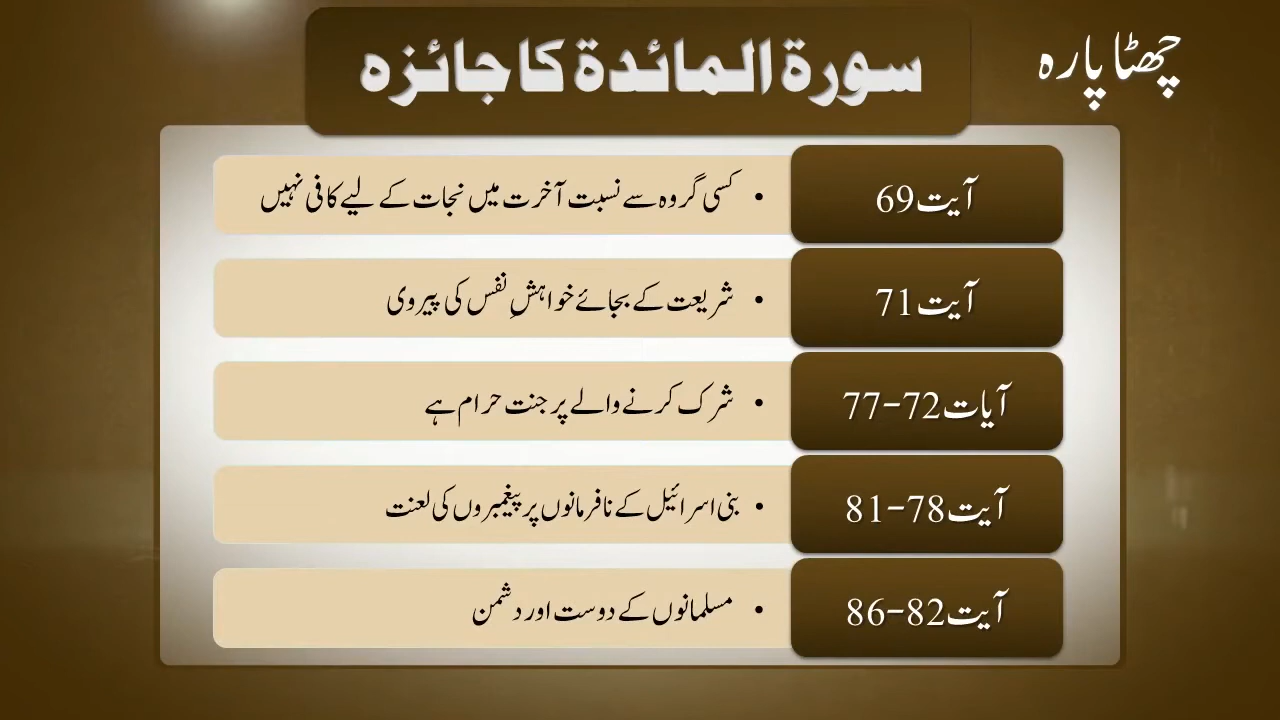 چھٹا پارہ
سورۃ المائدۃ کا جائزہ
آیت 69
• کسی گروہ سے نسبت آخرت میں نجات کے لیے کافی نہیں
آیت 71
• شریعت کے بجائے خواہشِ نفس کی پیروی
آیات 72-77
• شرک کرنے والے پر جنت حرام ہے
آیت 78-81
• بنی اسرائیل کے نافرمانوں پر پیغمبروں کی لعنت
آیت 82-86
• مسلمانوں کے دوست اور دشمن